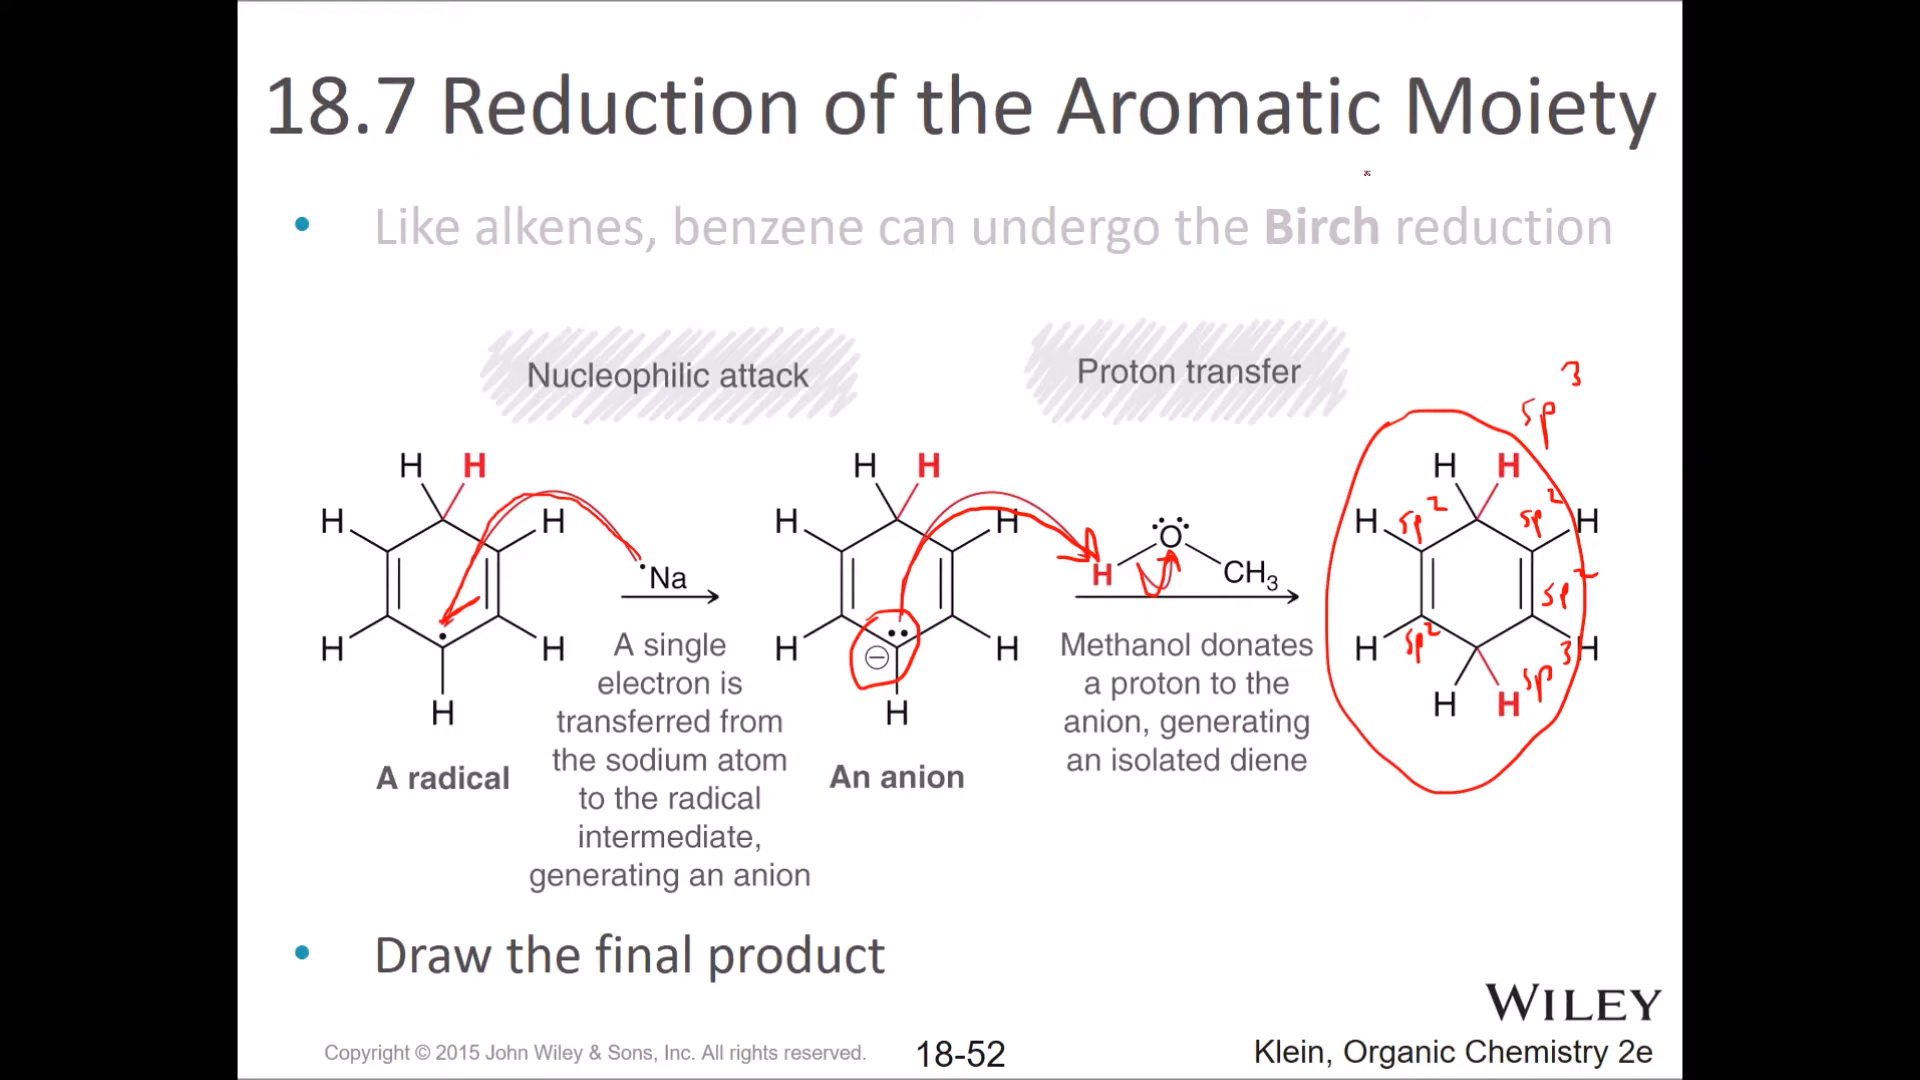 18.7 Reduction of the Aromatic Moiety
• Like alkenes, benzene can undergo the Birch reduction
Nucleophilic attack
Proton transfer
H H
H H
H H
H
•Na
A single
electron is
transferred from
the sodium atom
to the radical
intermediate,
generating an anion
A radical
H H
H H
H H
H
⊖
An anion
H O CH₃
Methanol donates
a proton to the
anion, generating
an isolated diene
sp³
H H
H sp² sp² H
sp²
H sp² H
sp³
H H
• Draw the final product
WILEY
Copyright © 2015 John Wiley & Sons, Inc. All rights reserved.
18-52
Klein, Organic Chemistry 2e